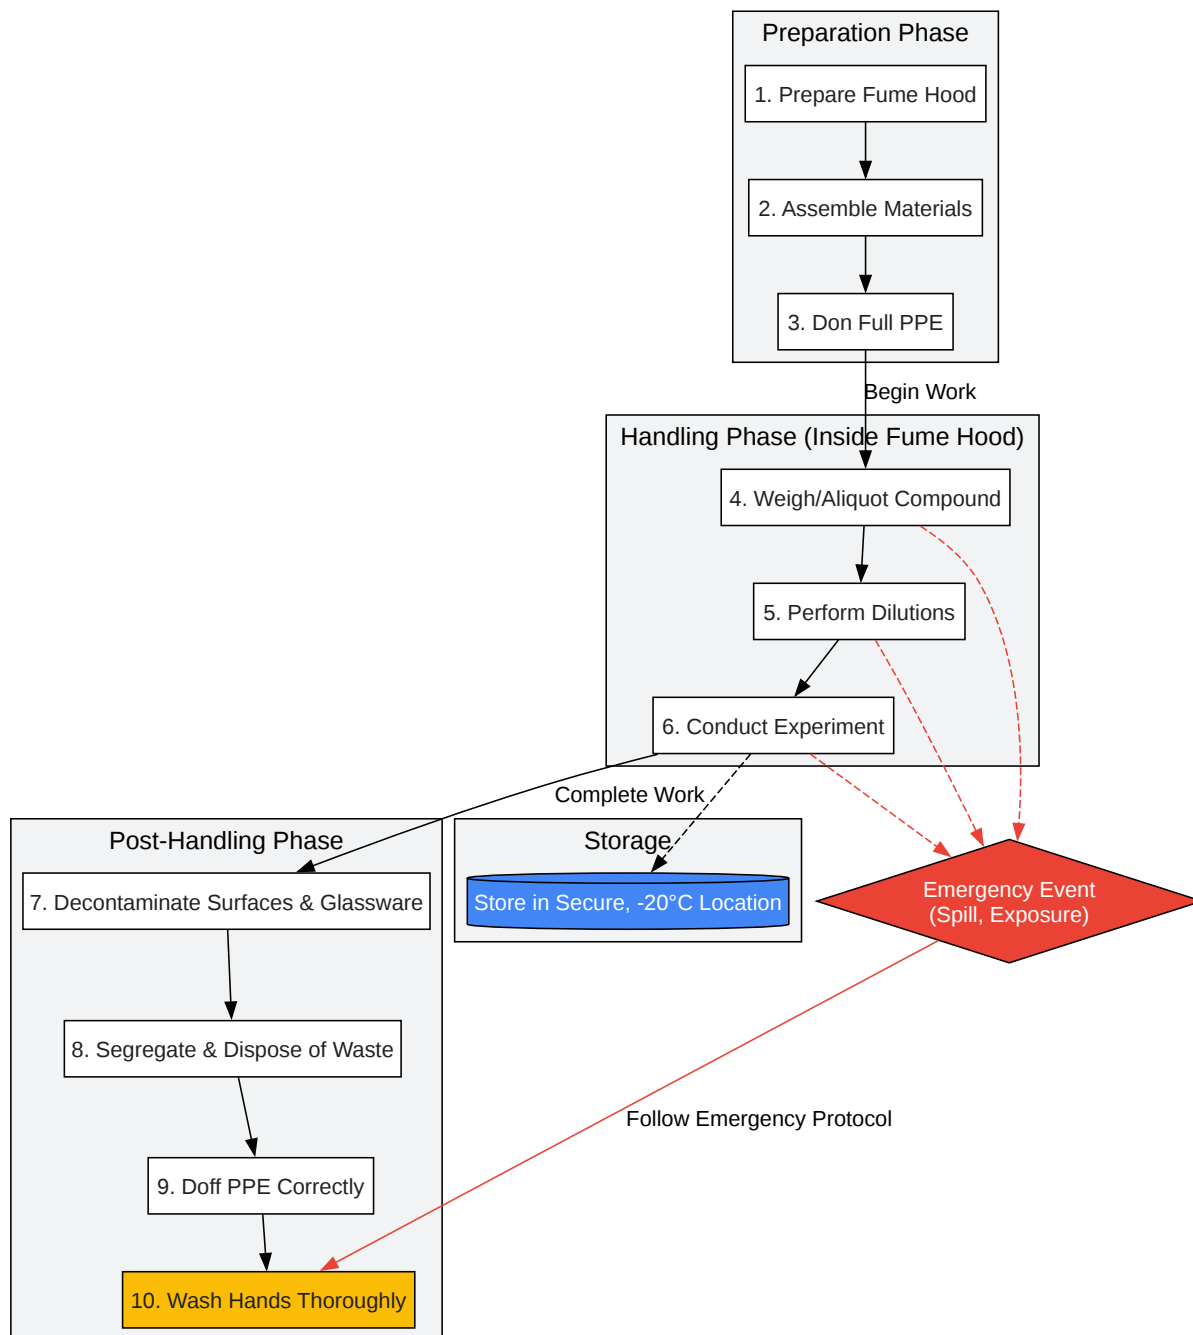 Preparation Phase
1. Prepare Fume Hood
2. Assemble Materials
3. Don Full PPE
Begin Work
Handling Phase (Inside Fume Hood)
4. Weigh/Aliquot Compound
5. Perform Dilutions
6. Conduct Experiment
Complete Work
Post-Handling Phase
7. Decontaminate Surfaces & Glassware
8. Segregate & Dispose of Waste
9. Doff PPE Correctly
10. Wash Hands Thoroughly
Storage
Store in Secure, -20°C Location
Emergency Event
(Spill, Exposure)
Follow Emergency Protocol